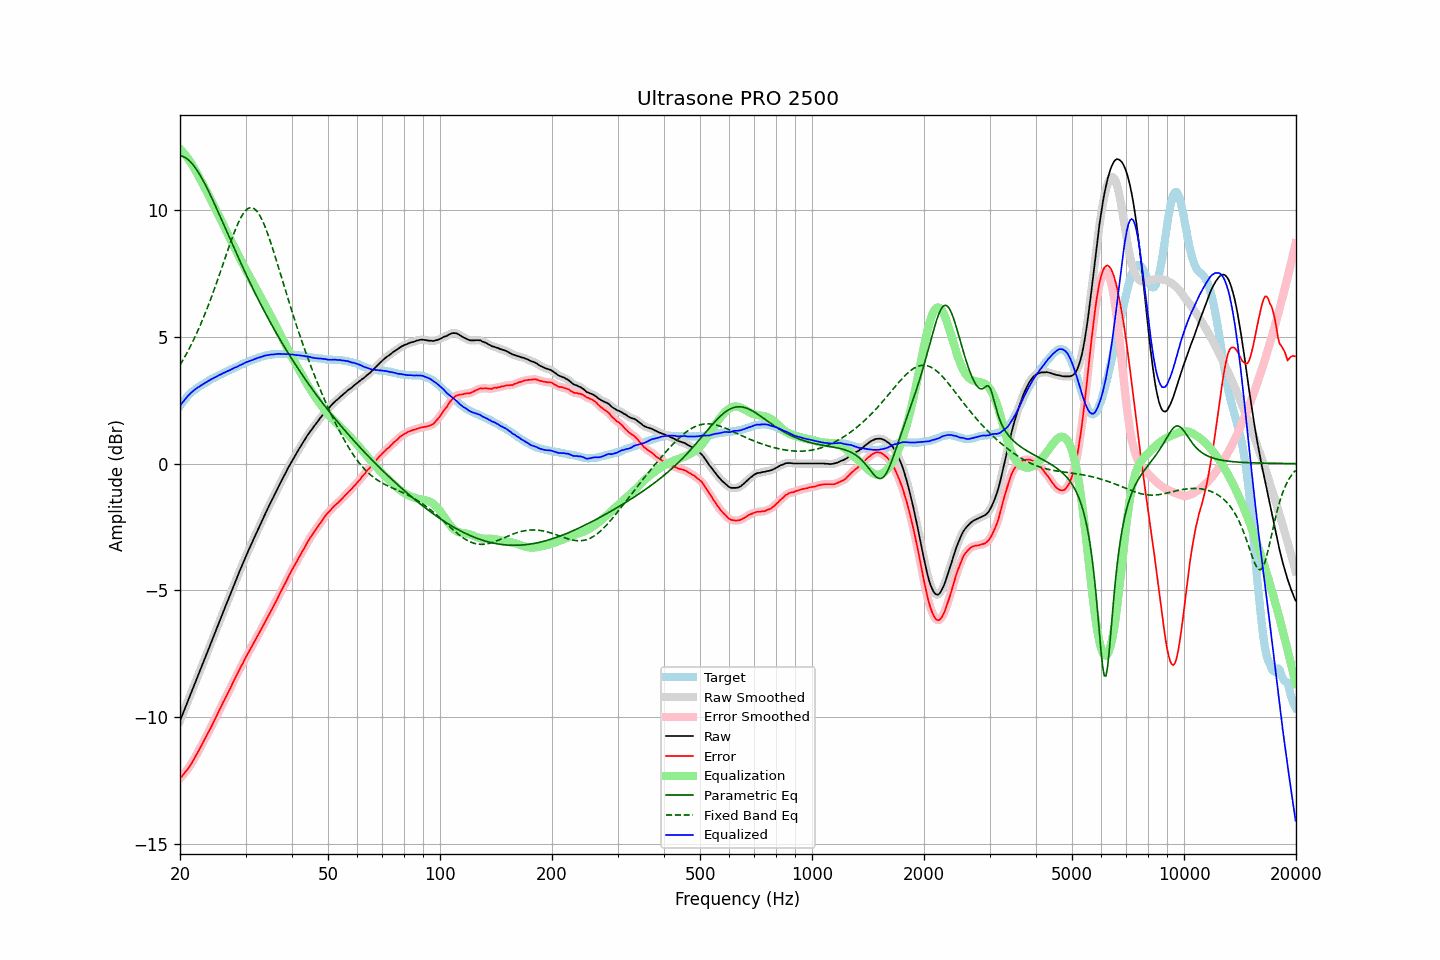 Ultrasone PRO 2500
Amplitude (dBr)
10
5
0
−5
−10
−15
Target
Raw Smoothed
Error Smoothed
Raw
Error
Equalization
Parametric Eq
Fixed Band Eq
Equalized
20 50 100 200 500 1000 2000 5000 10000 20000
Frequency (Hz)